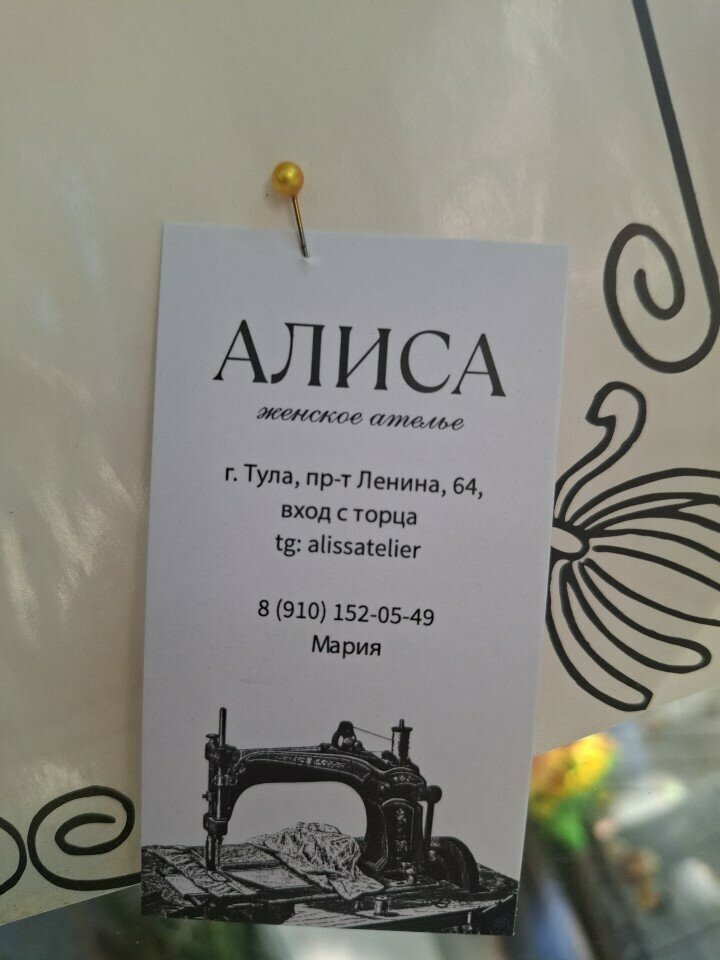 АЛИСА
женское ателье
г. Тула, пр-т Ленина, 64,
вход с торца
tg: alissatelier
8 (910) 152-05-49
Мария